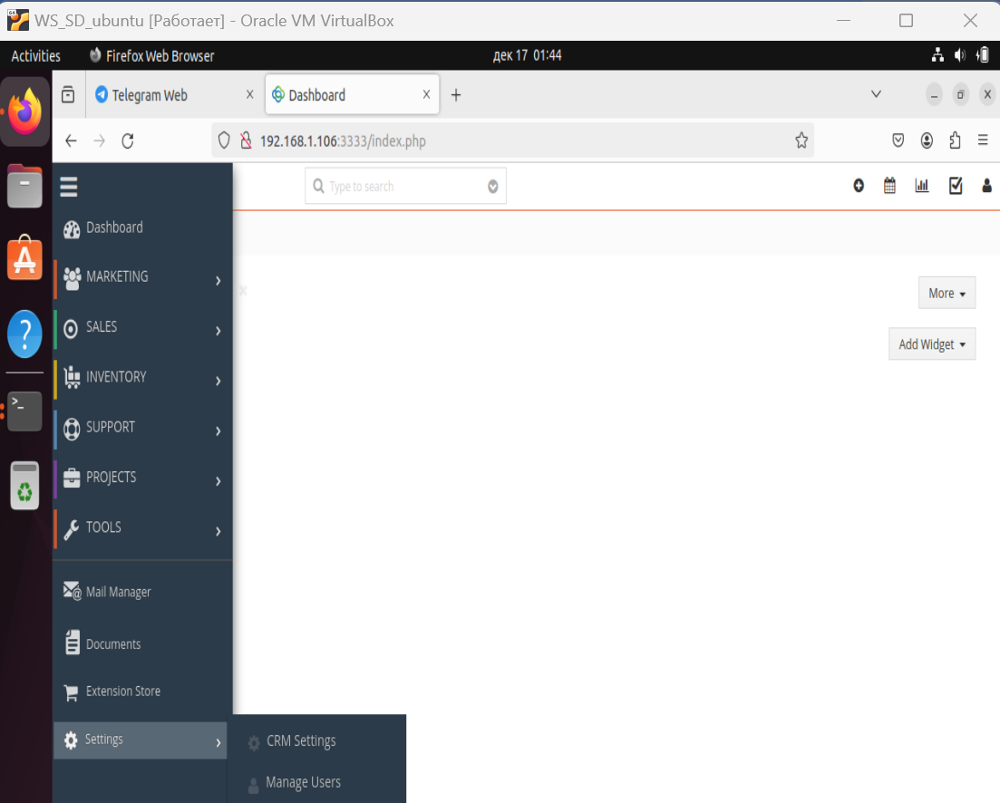 WS_SD_ubuntu [Работает] - Oracle VM VirtualBox
Activities Firefox Web Browser дек 17 01:44
Telegram Web Dashboard
192.168.1.106:3333/index.php
Type to search
Dashboard
MARKETING
SALES
INVENTORY
SUPPORT
PROJECTS
TOOLS
Mail Manager
Documents
Extension Store
Settings
CRM Settings
Manage Users
More
Add Widget